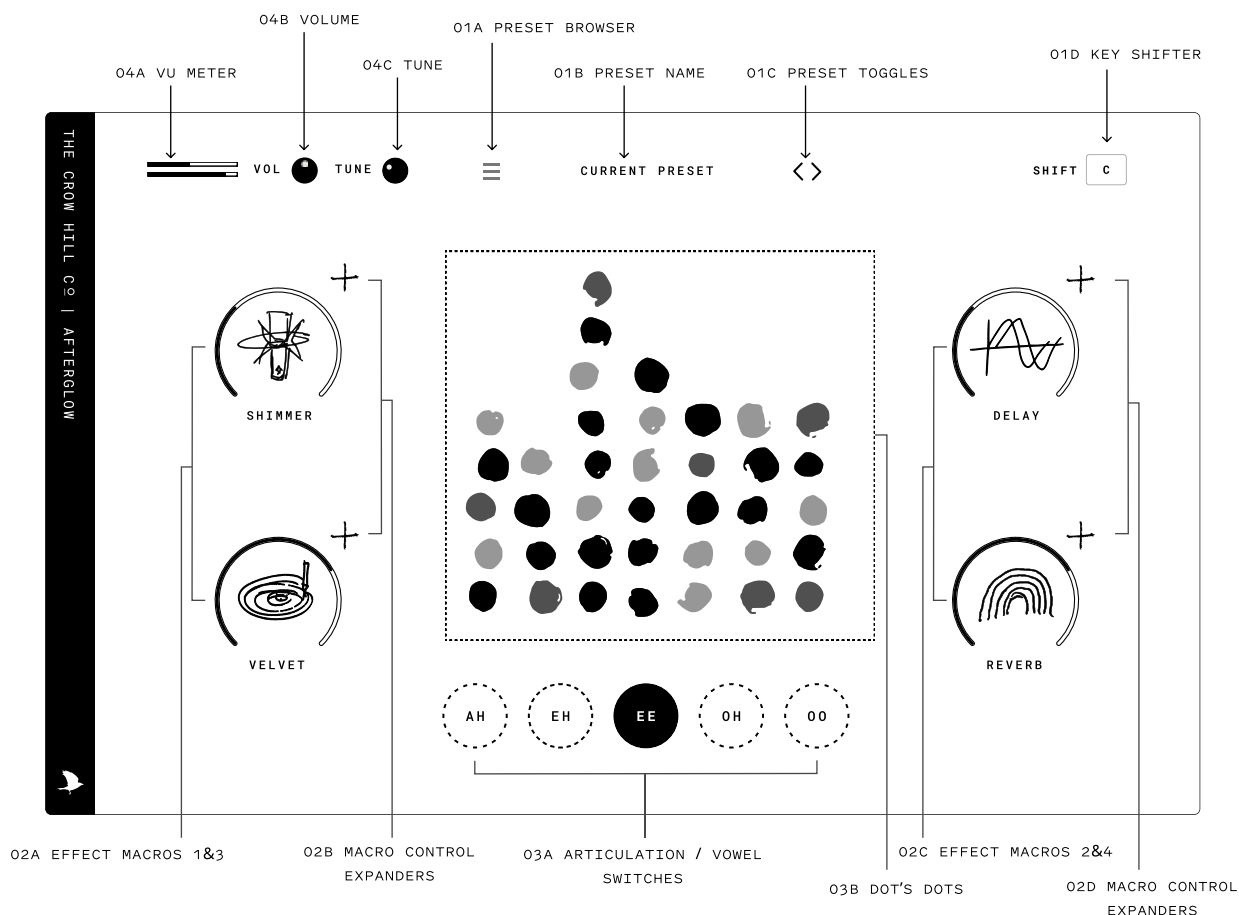 04B VOLUME
01A PRESET BROWSER
01D KEY SHIFTER
04C TUNE
04A VU METER
01B PRESET NAME
01C PRESET TOGGLES
THE CROW HILL Cº | AFTERGLOW
VOL
TUNE
CURRENT PRESET
SHIFT
C
SHIMMER
DELAY
VELVET
REVERB
AH
EH
EE
OH
OO
02A EFFECT MACROS 1&3
02B MACRO CONTROL
EXPANDERS
03A ARTICULATION / VOWEL
SWITCHES
02C EFFECT MACROS 2&4
03B DOT'S DOTS
02D MACRO CONTROL
EXPANDERS